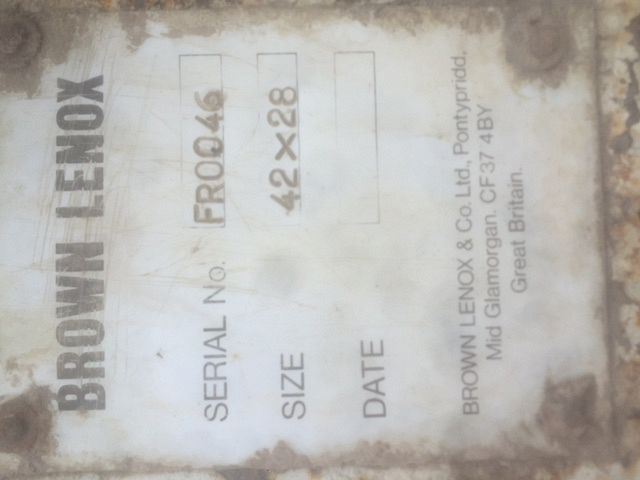 BROWN LENOX
SERIAL No. FR0046
SIZE 42×28
DATE
BROWN LENOX & Co. Ltd., Pontypridd,
Mid Glamorgan. CF37 4BY
Great Britain.